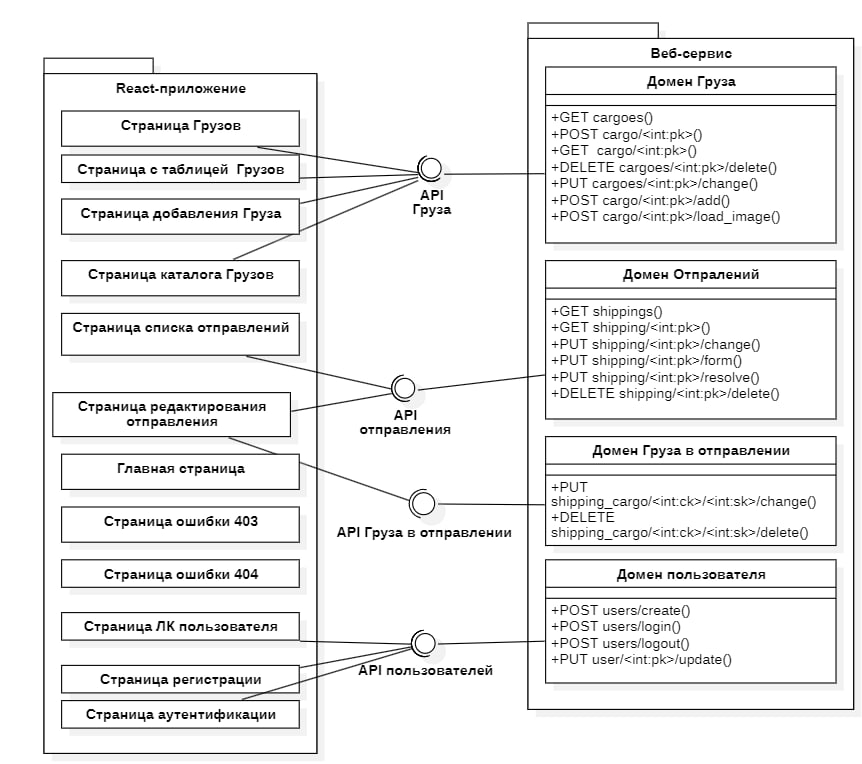 React-приложение
Страница Грузов
Страница с таблицей Грузов
Страница добавления Груза
Страница каталога Грузов
Страница списка отправлений
Страница редактирования
отправления
Главная страница
Страница ошибки 403
Страница ошибки 404
Страница ЛК пользователя
Страница регистрации
Страница аутентификации
API
Груза
API
отправления
API Груза в отправлении
API пользователей
Веб-сервис
Домен Груза
+GET cargoes()
+POST cargo/<int:pk>()
+GET cargo/<int:pk>()
+DELETE cargoes/<int:pk>/delete()
+PUT cargoes/<int:pk>/change()
+POST cargo/<int:pk>/add()
+POST cargo/<int:pk>/load_image()
Домен Отпралений
+GET shippings()
+GET shipping/<int:pk>()
+PUT shipping/<int:pk>/change()
+PUT shipping/<int:pk>/form()
+PUT shipping/<int:pk>/resolve()
+DELETE shipping/<int:pk>/delete()
Домен Груза в отправлении
+PUT
shipping_cargo/<int:ck>/<int:sk>/change()
+DELETE
shipping_cargo/<int:ck>/<int:sk>/delete()
Домен пользователя
+POST users/create()
+POST users/login()
+POST users/logout()
+PUT user/<int:pk>/update()